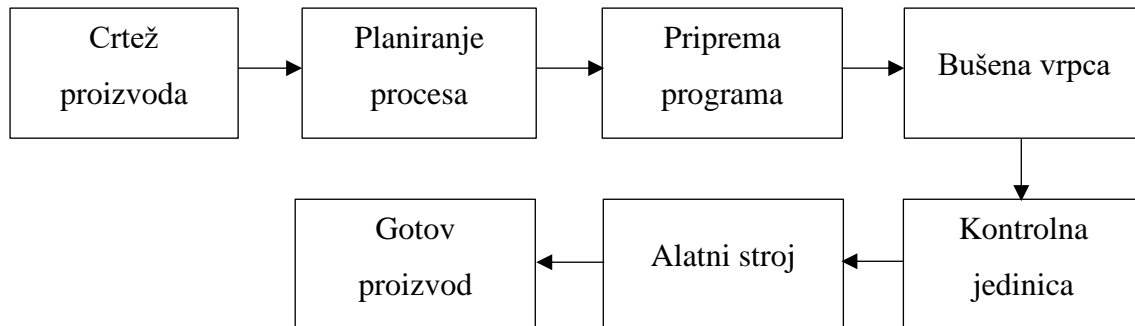 Crtež
proizvoda
Planiranje
procesa
Priprema
programa
Bušena vrpca
Kontrolna
jedinica
Alatni stroj
Gotov
proizvod